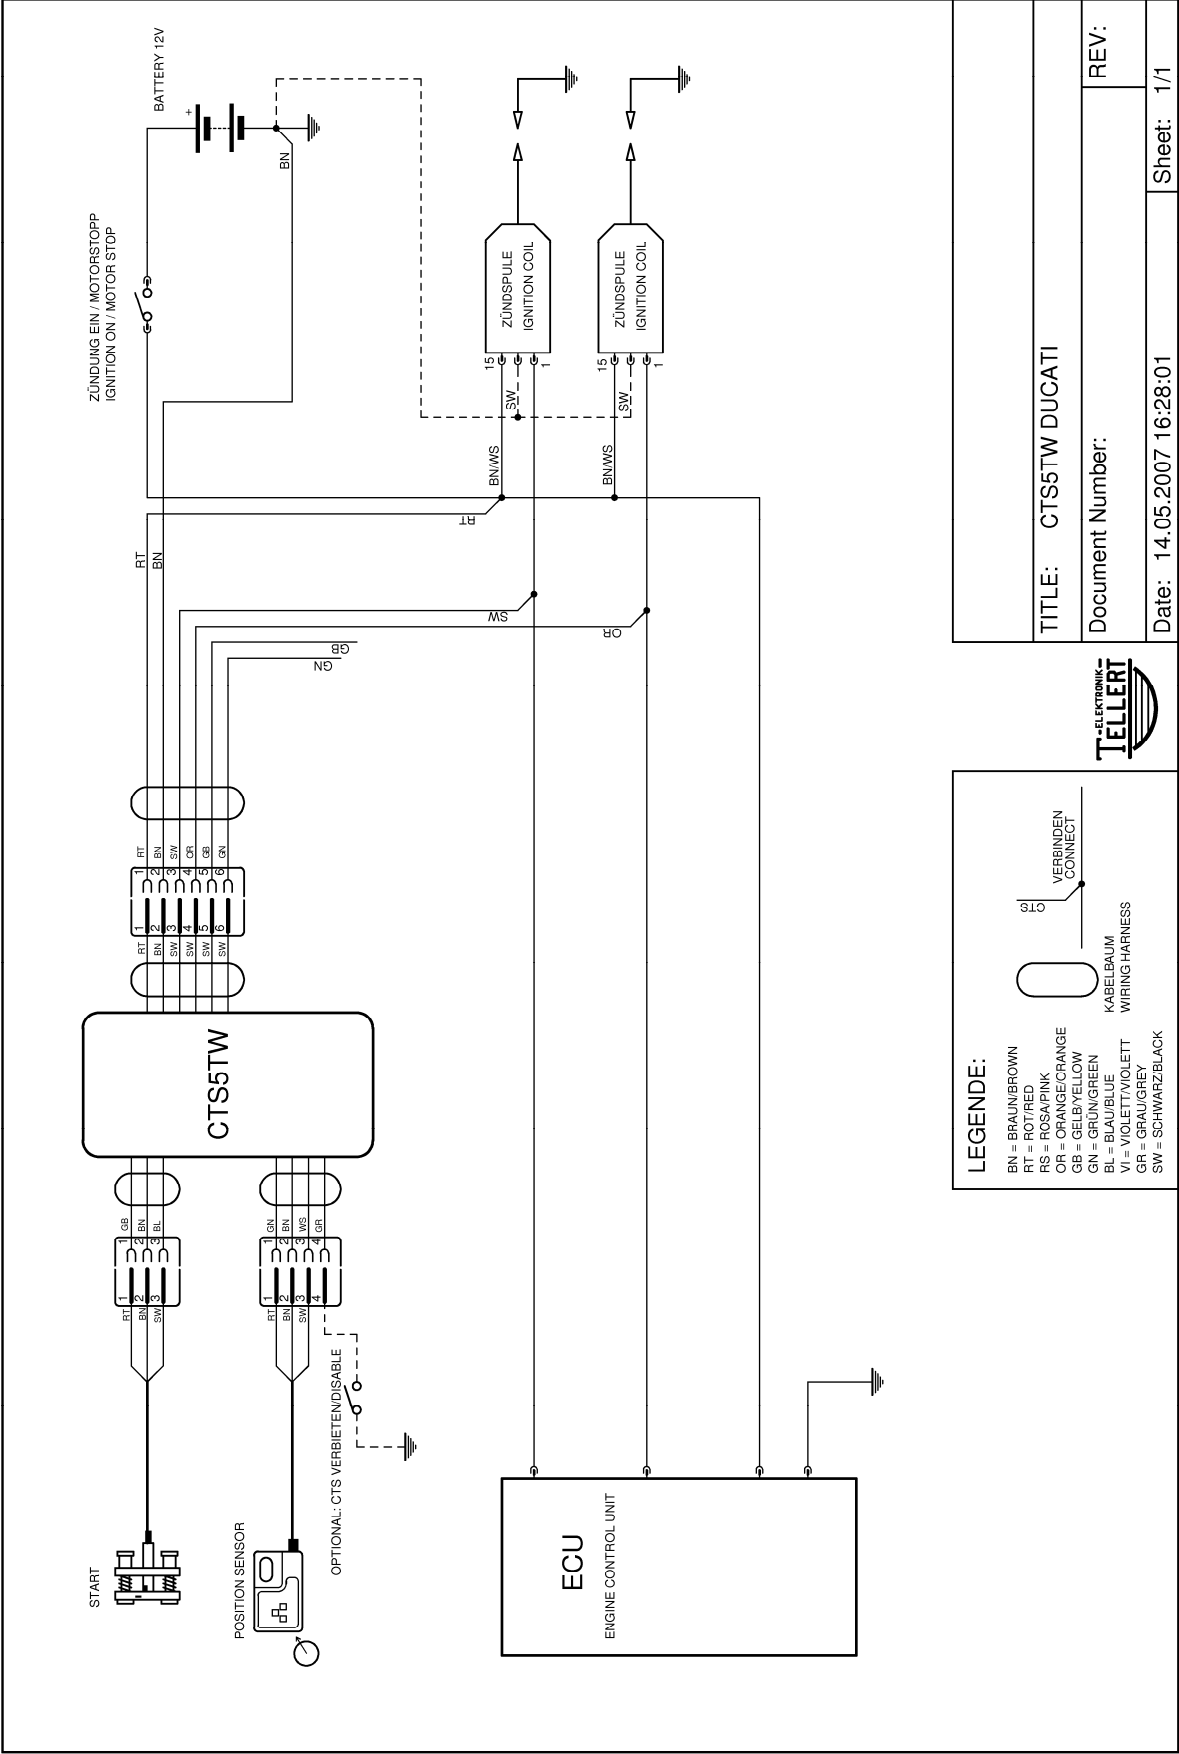 START
RT
BN
SW
1
2
3
1
2
3
GB
BN
BL
POSITION SENSOR
RT
BN
SW
1
2
3
4
1
2
3
4
GN
BN
WS
GR
OPTIONAL: CTS VERBIETEN/DISABLE
CTS5TW
RT
BN
SW
SW
SW
SW
1
2
3
4
5
6
1
2
3
4
5
6
RT
BN
SW
OR
GB
GN
RT
BN
GN
GB
SW
OR
RT
ZÜNDUNG EIN / MOTORSTOPP
IGNITION ON / MOTOR STOP
BATTERY 12V
+
BN
BN/WS
SW
15
1
ZÜNDSPULE
IGNITION COIL
BN/WS
SW
15
1
ZÜNDSPULE
IGNITION COIL
ECU
ENGINE CONTROL UNIT
LEGENDE:
BN = BRAUN/BROWN
RT = ROT/RED
RS = ROSA/PINK
OR = ORANGE/ORANGE
GB = GELB/YELLOW
GN = GRÜN/GREEN
BL = BLAU/BLUE
VI = VIOLETT/VIOLETT
GR = GRAU/GREY
SW = SCHWARZ/BLACK
KABELBAUM
WIRING HARNESS
CTS
VERBINDEN
CONNECT
-ELEKTRONIK-
TELLERT
TITLE: CTS5TW DUCATI
Document Number:
REV:
Date: 14.05.2007 16:28:01
Sheet: 1/1